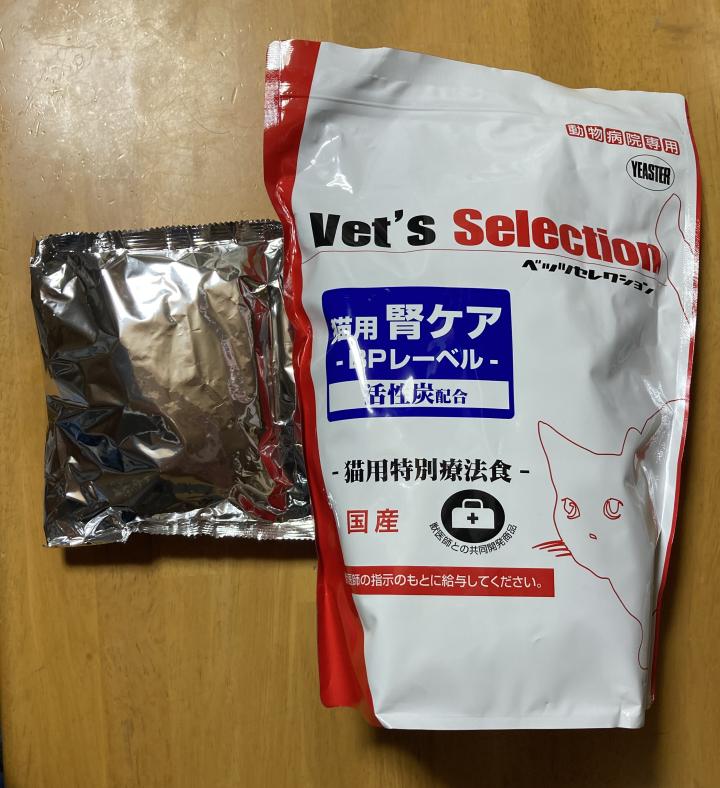 動物病院専用
YEASTER
Vet's Selection
ベッツセレクション
猫用 腎ケア
- BPレーベル -
活性炭配合
- 猫用特別療法食 -
国産
獣医師との共同開発商品
医師の指示のもとに給与してください。